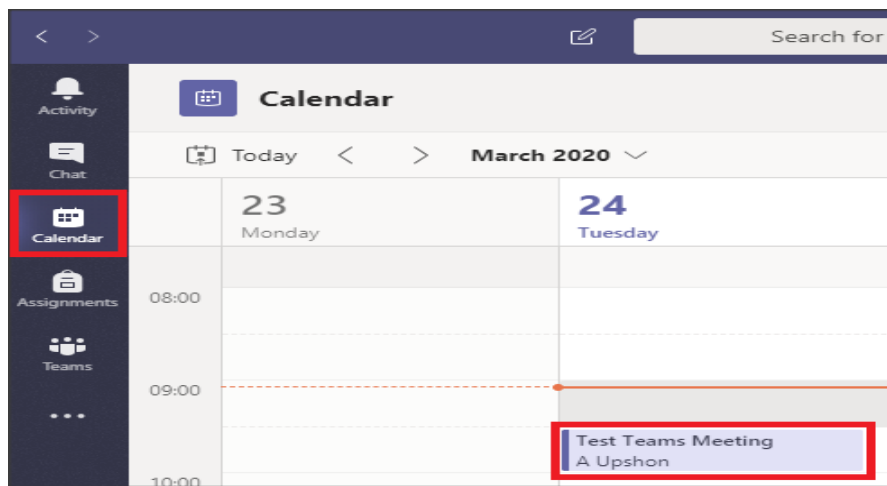 Search for
Activity
Calendar
Chat
Today
March 2020
Calendar
23
Monday
24
Tuesday
Assignments
08:00
Teams
09:00
Test Teams Meeting
A Upshon
10:00